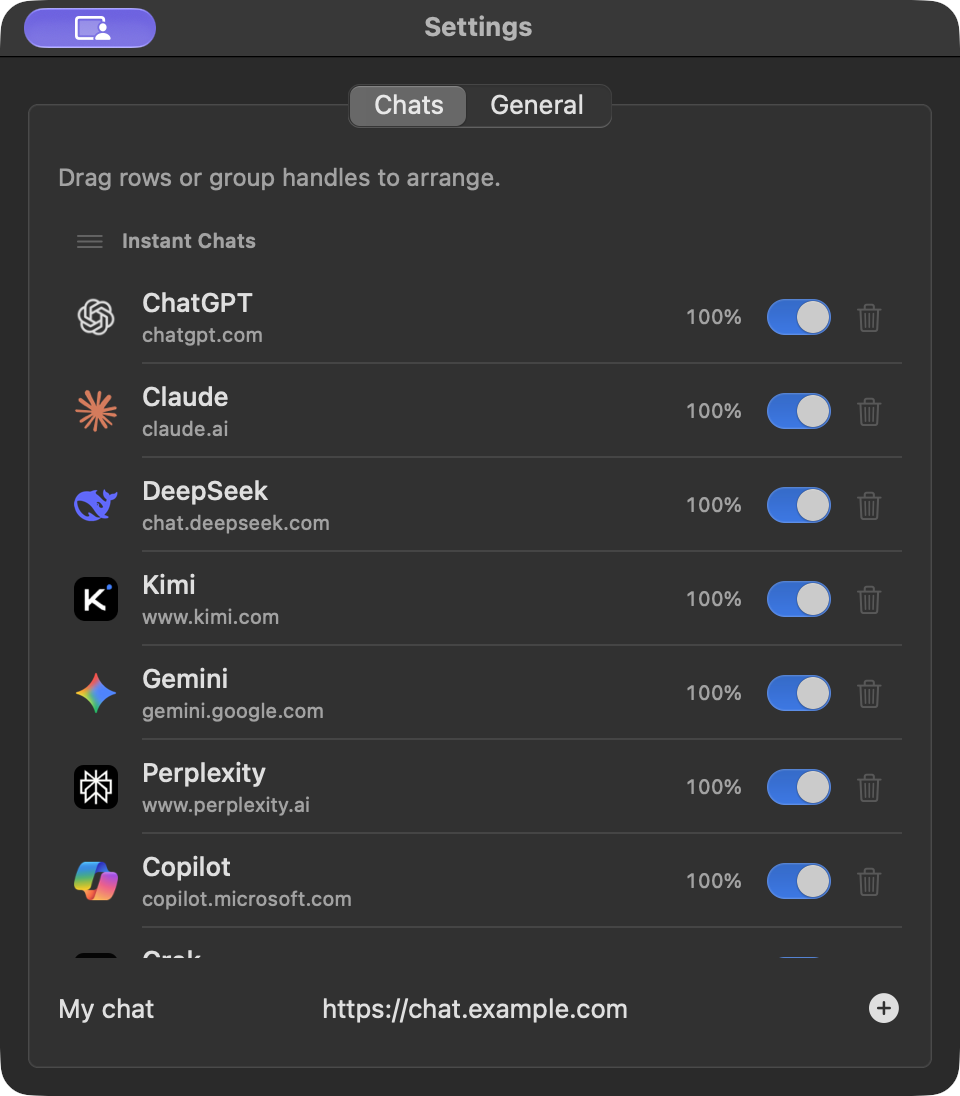 Settings
Chats
General
Drag rows or group handles to arrange.
Instant Chats
ChatGPT
chatgpt.com
100%
Claude
claude.ai
100%
DeepSeek
chat.deepseek.com
100%
Kimi
www.kimi.com
100%
Gemini
gemini.google.com
100%
Perplexity
www.perplexity.ai
100%
Copilot
copilot.microsoft.com
100%
My chat
https://chat.example.com